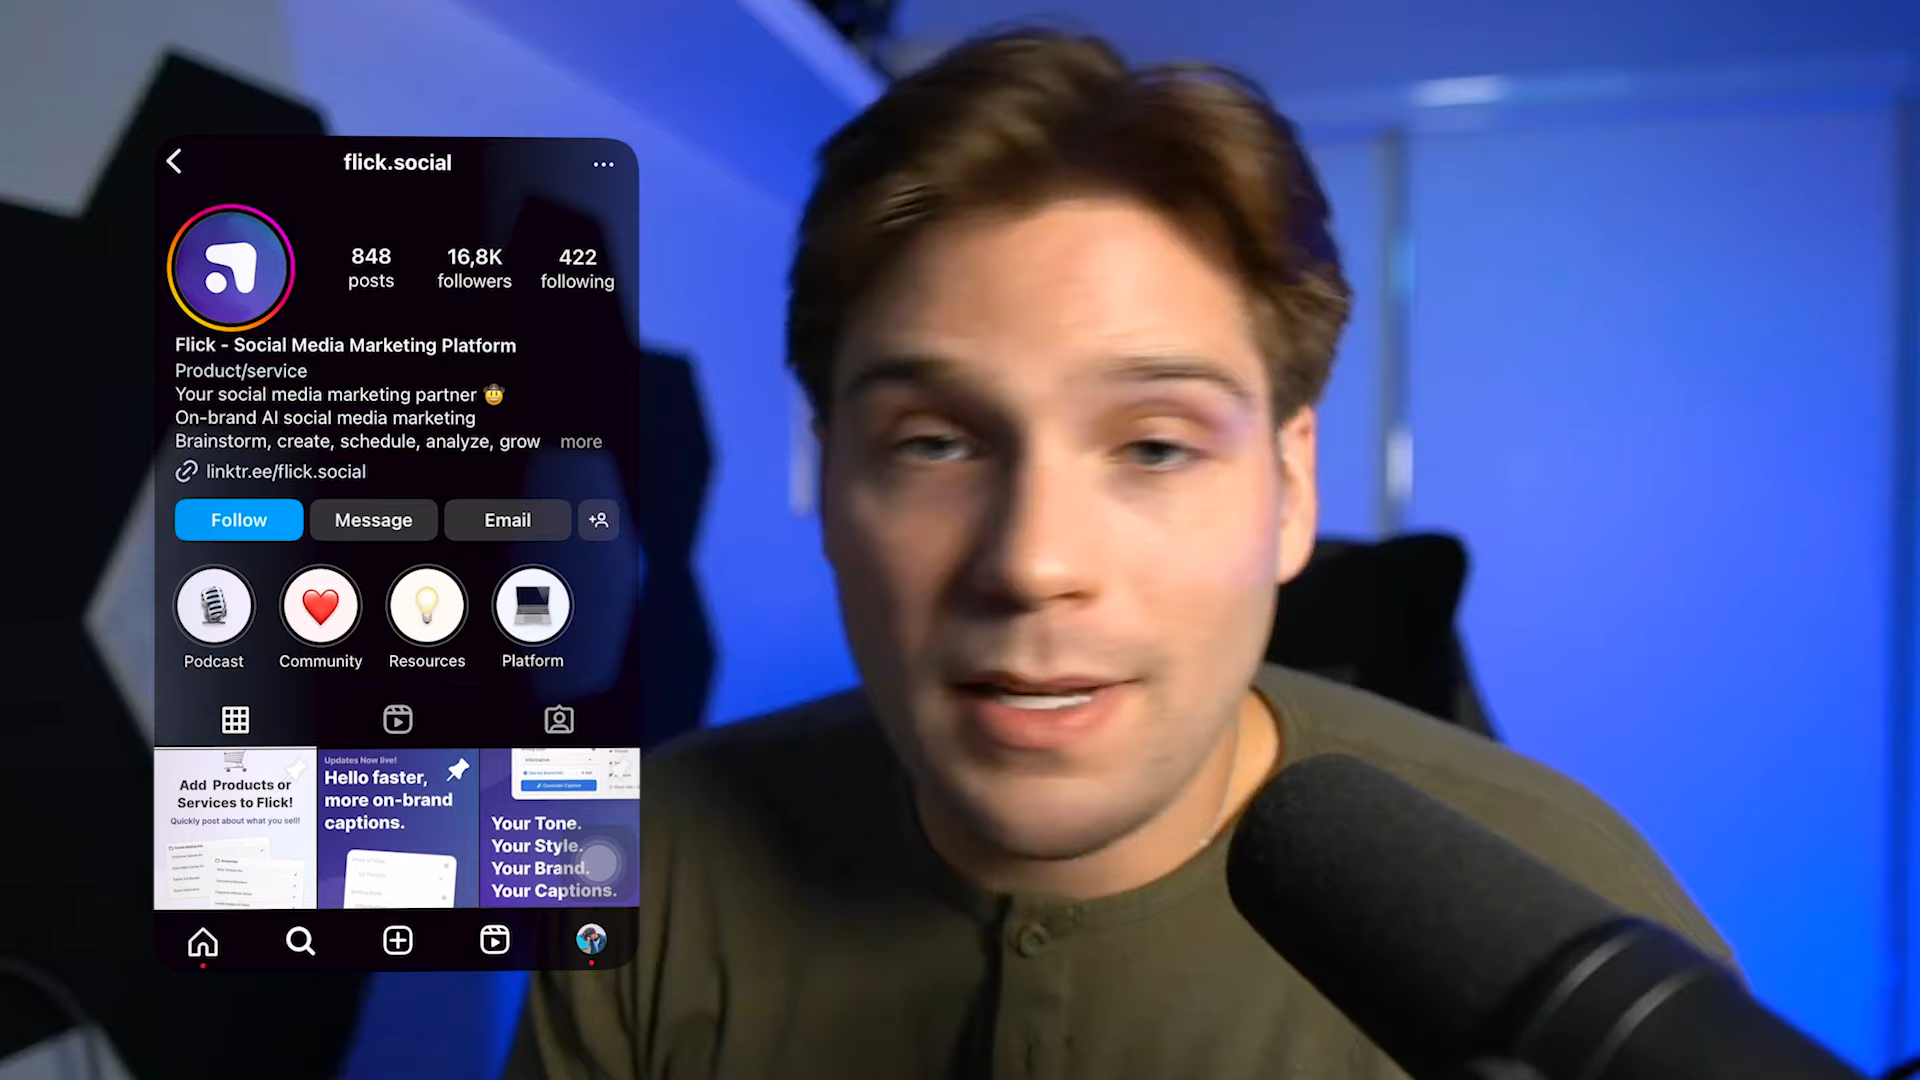 flick.social
848
posts
16,8K
followers
422
following
Flick - Social Media Marketing Platform
Product/service
Your social media marketing partner 🤠
On-brand AI social media marketing
Brainstorm, create, schedule, analyze, grow more
linktr.ee/flick.social
Follow
Message
Email
Podcast
Community
Resources
Platform
Add Products or
Services to Flick!
Quickly post about what you sell!
Updates Now live!
Hello faster,
more on-brand
captions.
Informative
Generate Caption
Your Tone.
Your Style.
Your Brand.
Your Captions.